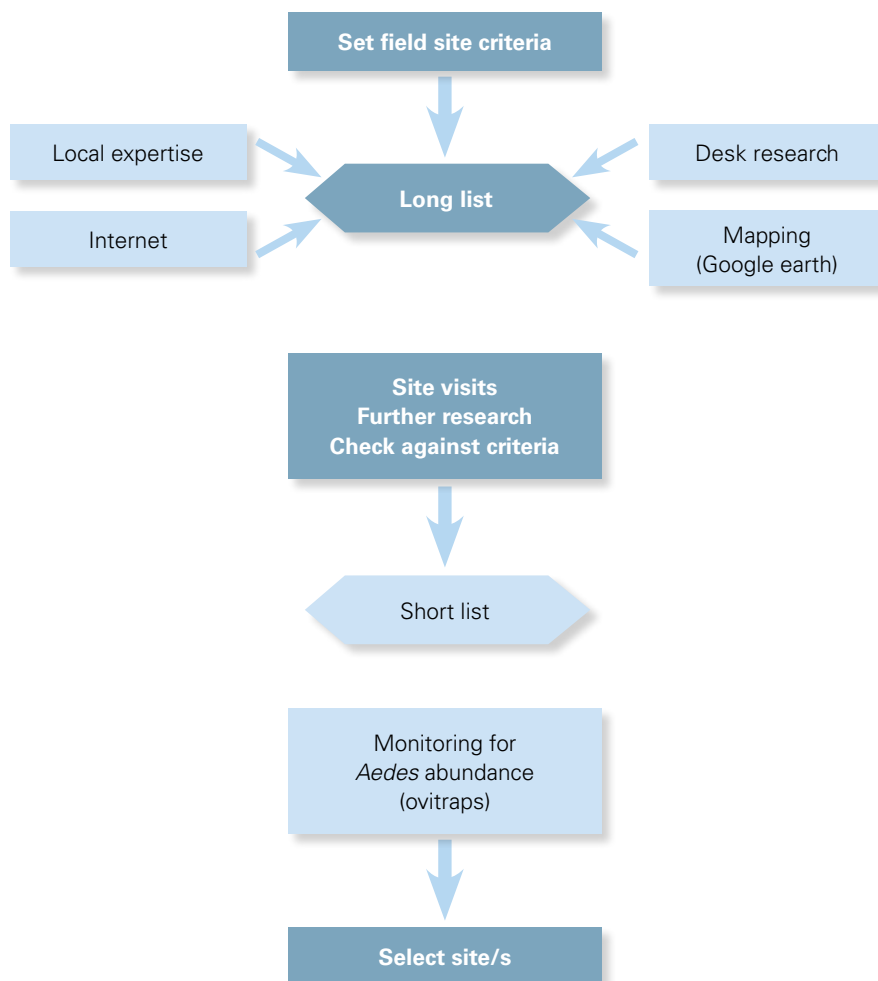 Set field site criteria
Local expertise
Desk research
Long list
Internet
Mapping
(Google earth)
Site visits
Further research
Check against criteria
Short list
Monitoring for
Aedes abundance
(ovitraps)
Select site/s